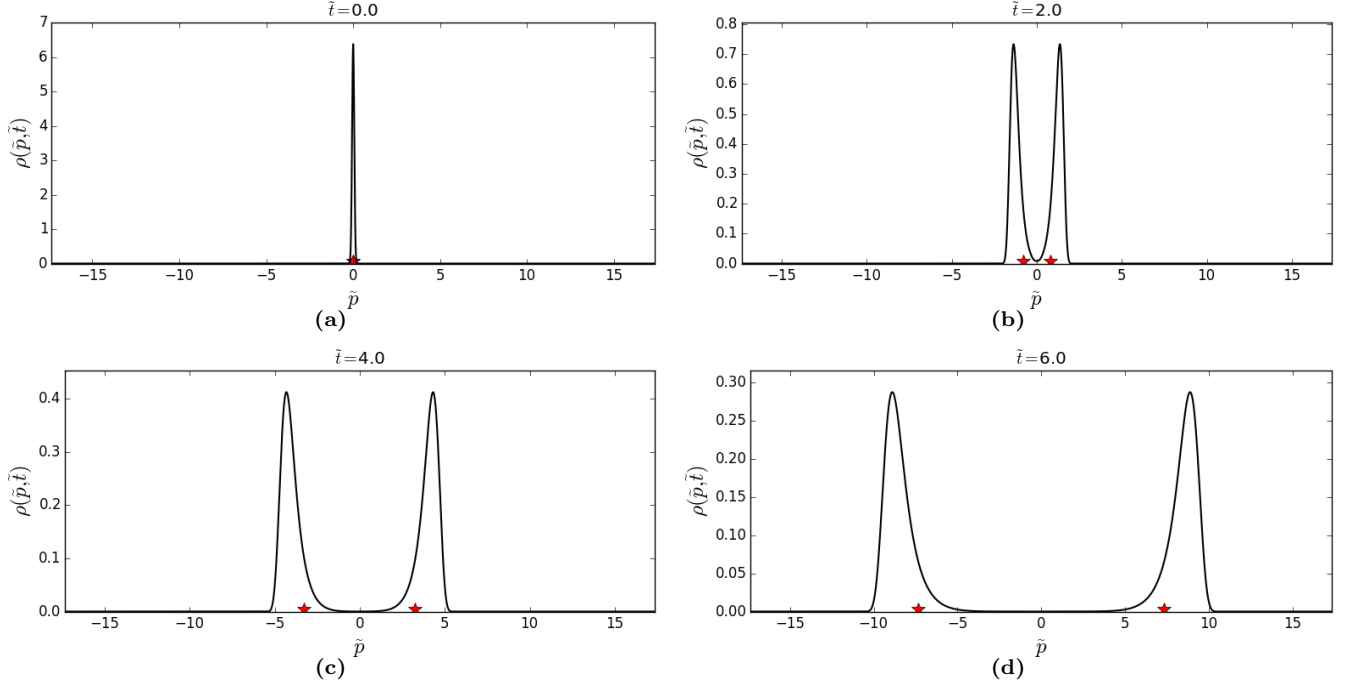 t̃=0.0
7
6
5
4
3
2
1
0
ρ(p̃,t̃)
−15 −10 −5 0 5 10 15
p̃
(a)
t̃=2.0
0.8
0.7
0.6
0.5
0.4
0.3
0.2
0.1
0.0
ρ(p̃,t̃)
−15 −10 −5 0 5 10 15
p̃
(b)
t̃=4.0
0.4
0.3
0.2
0.1
0.0
ρ(p̃,t̃)
−15 −10 −5 0 5 10 15
p̃
(c)
t̃=6.0
0.30
0.25
0.20
0.15
0.10
0.05
0.00
ρ(p̃,t̃)
−15 −10 −5 0 5 10 15
p̃
(d)